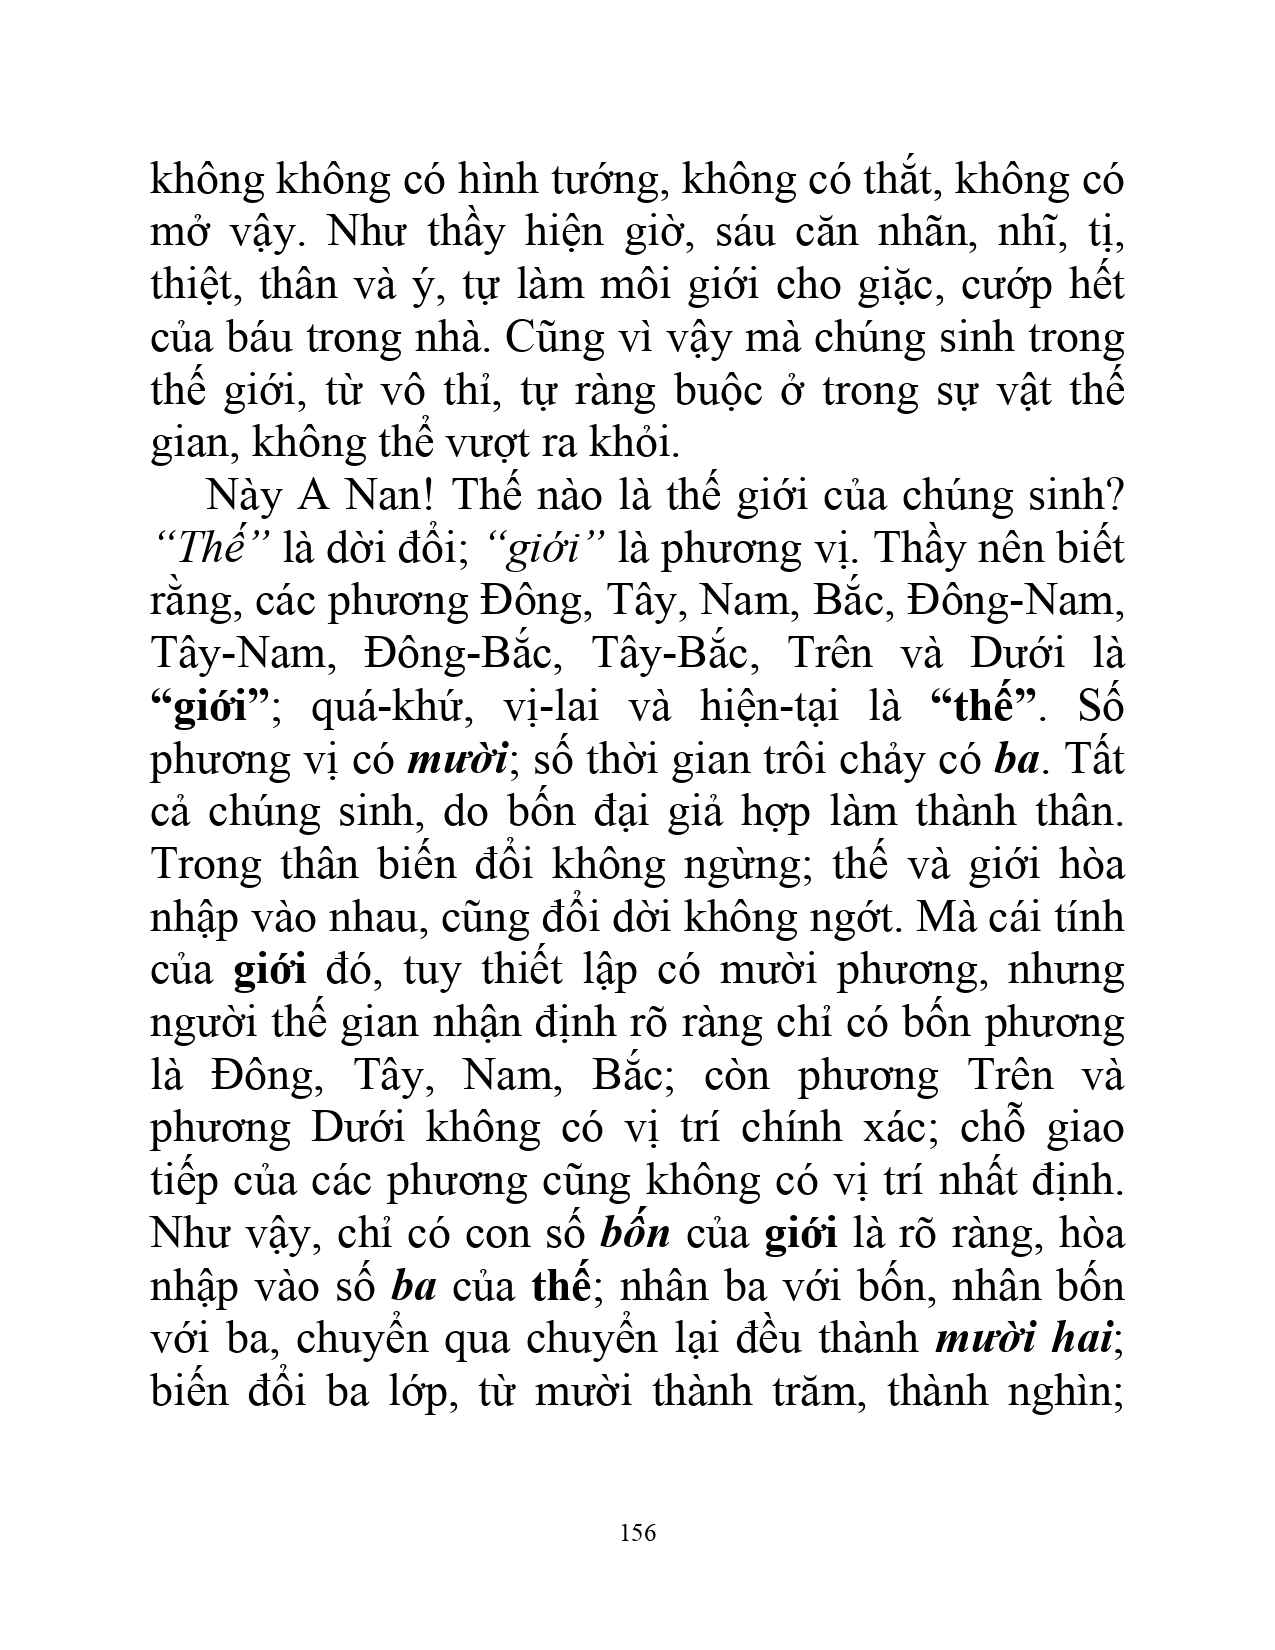 không không có hình tướng, không có thắt, không có
mở vậy. Như thầy hiện giờ, sáu căn nhãn, nhĩ, tị,
thiệt, thân và ý, tự làm môi giới cho giặc, cướp hết
của báu trong nhà. Cũng vì vậy mà chúng sinh trong
thế giới, từ vô thỉ, tự ràng buộc ở trong sự vật thế
gian, không thể vượt ra khỏi.
Này A Nan! Thế nào là thế giới của chúng sinh?
“Thế” là dời đổi; “giới” là phương vị. Thầy nên biết
rằng, các phương Đông, Tây, Nam, Bắc, Đông-Nam,
Tây-Nam, Đông-Bắc, Tây-Bắc, Trên và Dưới là
“giới”; quá-khứ, vị-lai và hiện-tại là “thế”. Số
phương vị có mười; số thời gian trôi chảy có ba. Tất
cả chúng sinh, do bốn đại giả hợp làm thành thân.
Trong thân biến đổi không ngừng; thế và giới hòa
nhập vào nhau, cũng đổi dời không ngớt. Mà cái tính
của giới đó, tuy thiết lập có mười phương, nhưng
người thế gian nhận định rõ ràng chỉ có bốn phương
là Đông, Tây, Nam, Bắc; còn phương Trên và
phương Dưới không có vị trí chính xác; chỗ giao
tiếp của các phương cũng không có vị trí nhất định.
Như vậy, chỉ có con số bốn của giới là rõ ràng, hòa
nhập vào số ba của thế; nhân ba với bốn, nhân bốn
với ba, chuyển qua chuyển lại đều thành mười hai;
biến đổi ba lớp, từ mười thành trăm, thành nghìn;
156